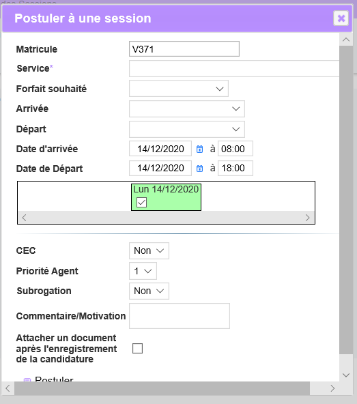 Postuler à une session
Matricule V371
Service*
Forfait souhaité
Arrivée
Départ
Date d'arrivée 14/12/2020 à 08:00
Date de Départ 14/12/2020 à 18:00
Lun 14/12/2020
CEC Non
Priorité Agent 1
Subrogation Non
Commentaire/Motivation
Attacher un document
après l'enregistrement
de la candidature
Postuler